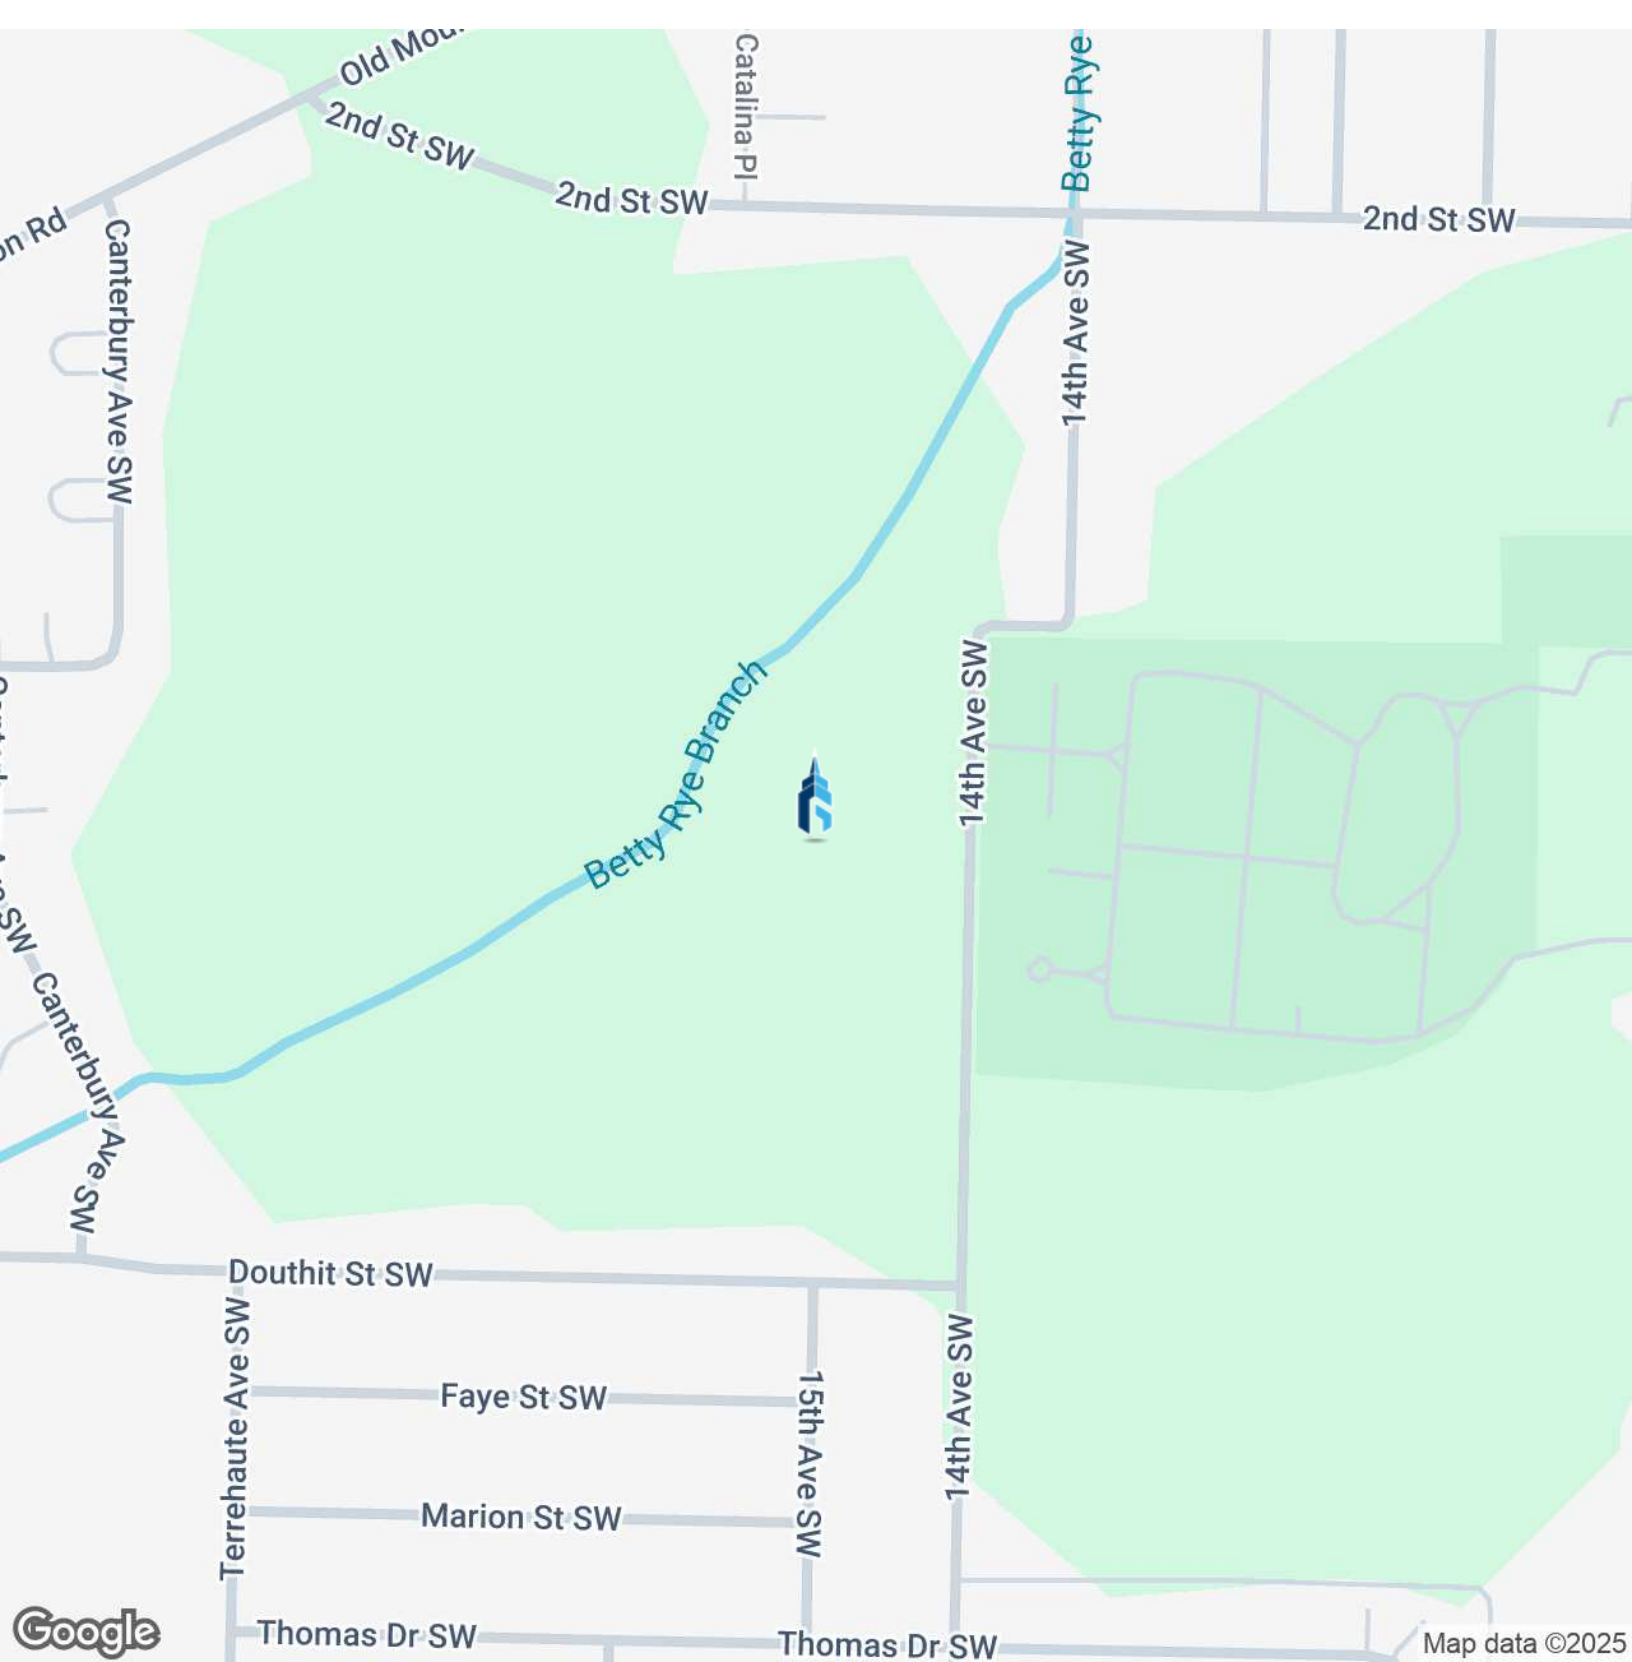 Old Mou
Catalina Pl
Betty Rye
2nd St SW
2nd St SW
2nd St SW
on Rd
Canterbury Ave SW
14th Ave SW
Betty Rye Branch
14th Ave SW
Ave SW
Canterbury Ave SW
Douthit St SW
Terrehaute Ave SW
Faye St SW
15th Ave SW
14th Ave SW
Marion St SW
Thomas Dr SW
Thomas Dr SW
Google
Map data ©2025